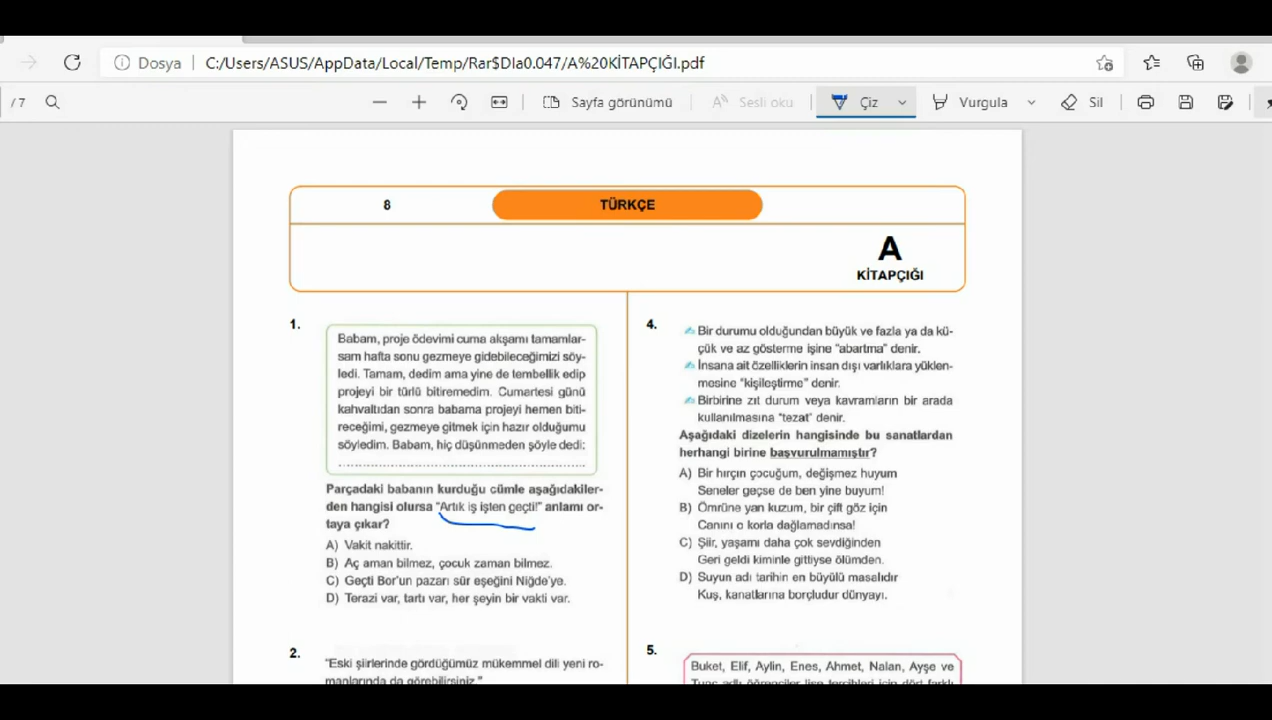 Dosya
C:/Users/ASUS/AppData/Local/Temp/Rar$DIa0.047/A%20KİTAPÇIĞI.pdf
/ 7
Sayfa görünümü
Sesli oku
Çiz
Vurgula
Sil
8
TÜRKÇE
A
KİTAPÇIĞI
1.
Babam, proje ödevimi cuma akşamı tamamlar-
sam hafta sonu gezmeye gidebileceğimizi söy-
ledi. Tamam, dedim ama yine de tembellik edip
projeyi bir türlü bitiremedim. Cumartesi günü
kahvaltıdan sonra babama projeyi hemen biti-
receğimi, gezmeye gitmek için hazır olduğumu
söyledim. Babam, hiç düşünmeden şöyle dedi:
Parçadaki babanın kurduğu cümle aşağıdakiler-
den hangisi olursa "Artık iş işten geçti!" anlamı or-
taya çıkar?
A) Vakit nakittir.
B) Aç aman bilmez, çocuk zaman bilmez.
C) Geçti Bor'un pazarı sür eşeğini Niğde'ye.
D) Terazi var, tartı var, her şeyin bir vakti var.
2.
"Eski şiirlerinde gördüğümüz mükemmel dili yeni ro-
manlarında da görebilirsiniz."
4.
Bir durumu olduğundan büyük ve fazla ya da kü-
çük ve az gösterme işine "abartma" denir.
İnsana ait özelliklerin insan dışı varlıklara yüklen-
mesine "kişileştirme" denir.
Birbirine zıt durum veya kavramların bir arada
kullanılmasına "tezat" denir.
Aşağıdaki dizelerin hangisinde bu sanatlardan
herhangi birine başvurulmamıştır?
A) Bir hırçın çocuğum, değişmez huyum
Seneler geçse de ben yine buyum!
B) Ömrüne yan kuzum, bir çift göz için
Canını o korla dağlamadınsa!
C) Şiir, yaşamı daha çok sevdiğinden
Geri geldi kiminle gittiyse ölümden.
D) Suyun adı tarihin en büyülü masalıdır
Kuş, kanatlarına borçludur dünyayı.
5.
Buket, Elif, Aylin, Enes, Ahmet, Nalan, Ayşe ve
Tunç adlı öğrenciler lise tercihleri için dört farklı